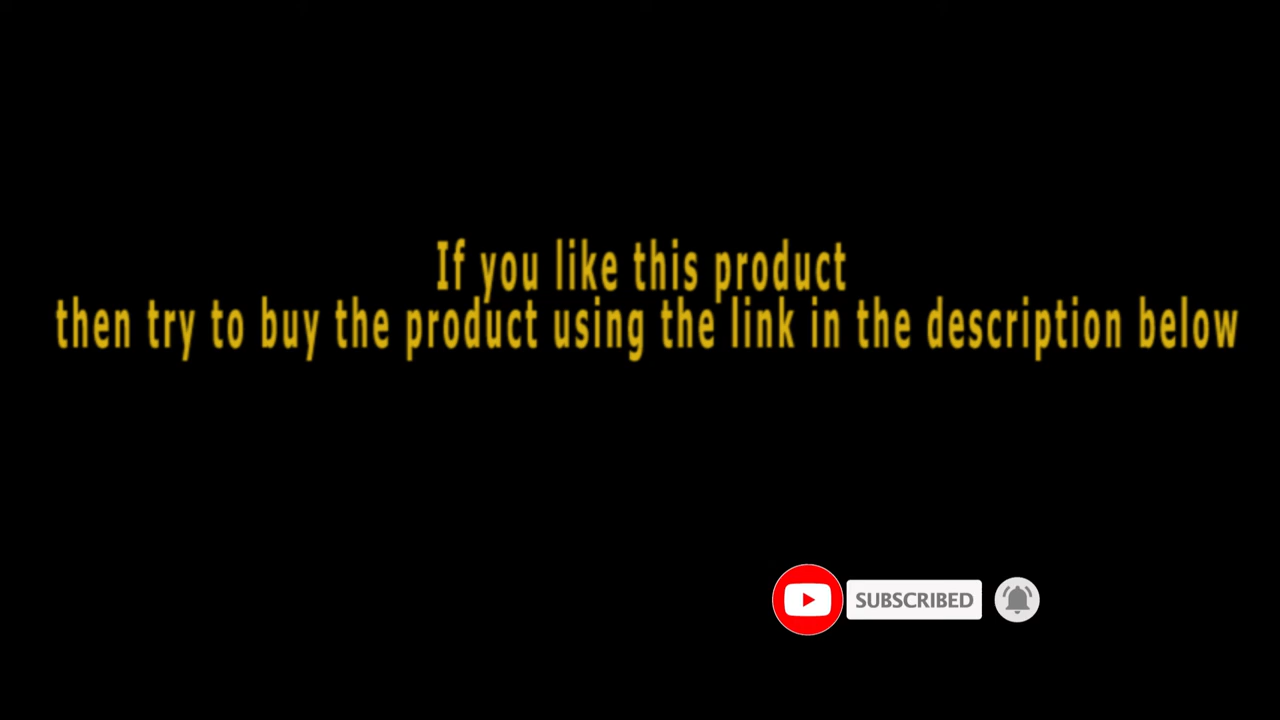 If you like this product
then try to buy the product using the link in the description below
SUBSCRIBED